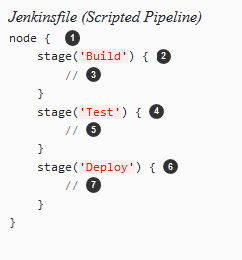 Jenkinsfile (Scripted Pipeline)
node { 1
stage('Build') { 2
// 3
}
stage('Test') { 4
// 5
}
stage('Deploy') { 6
// 7
}
}